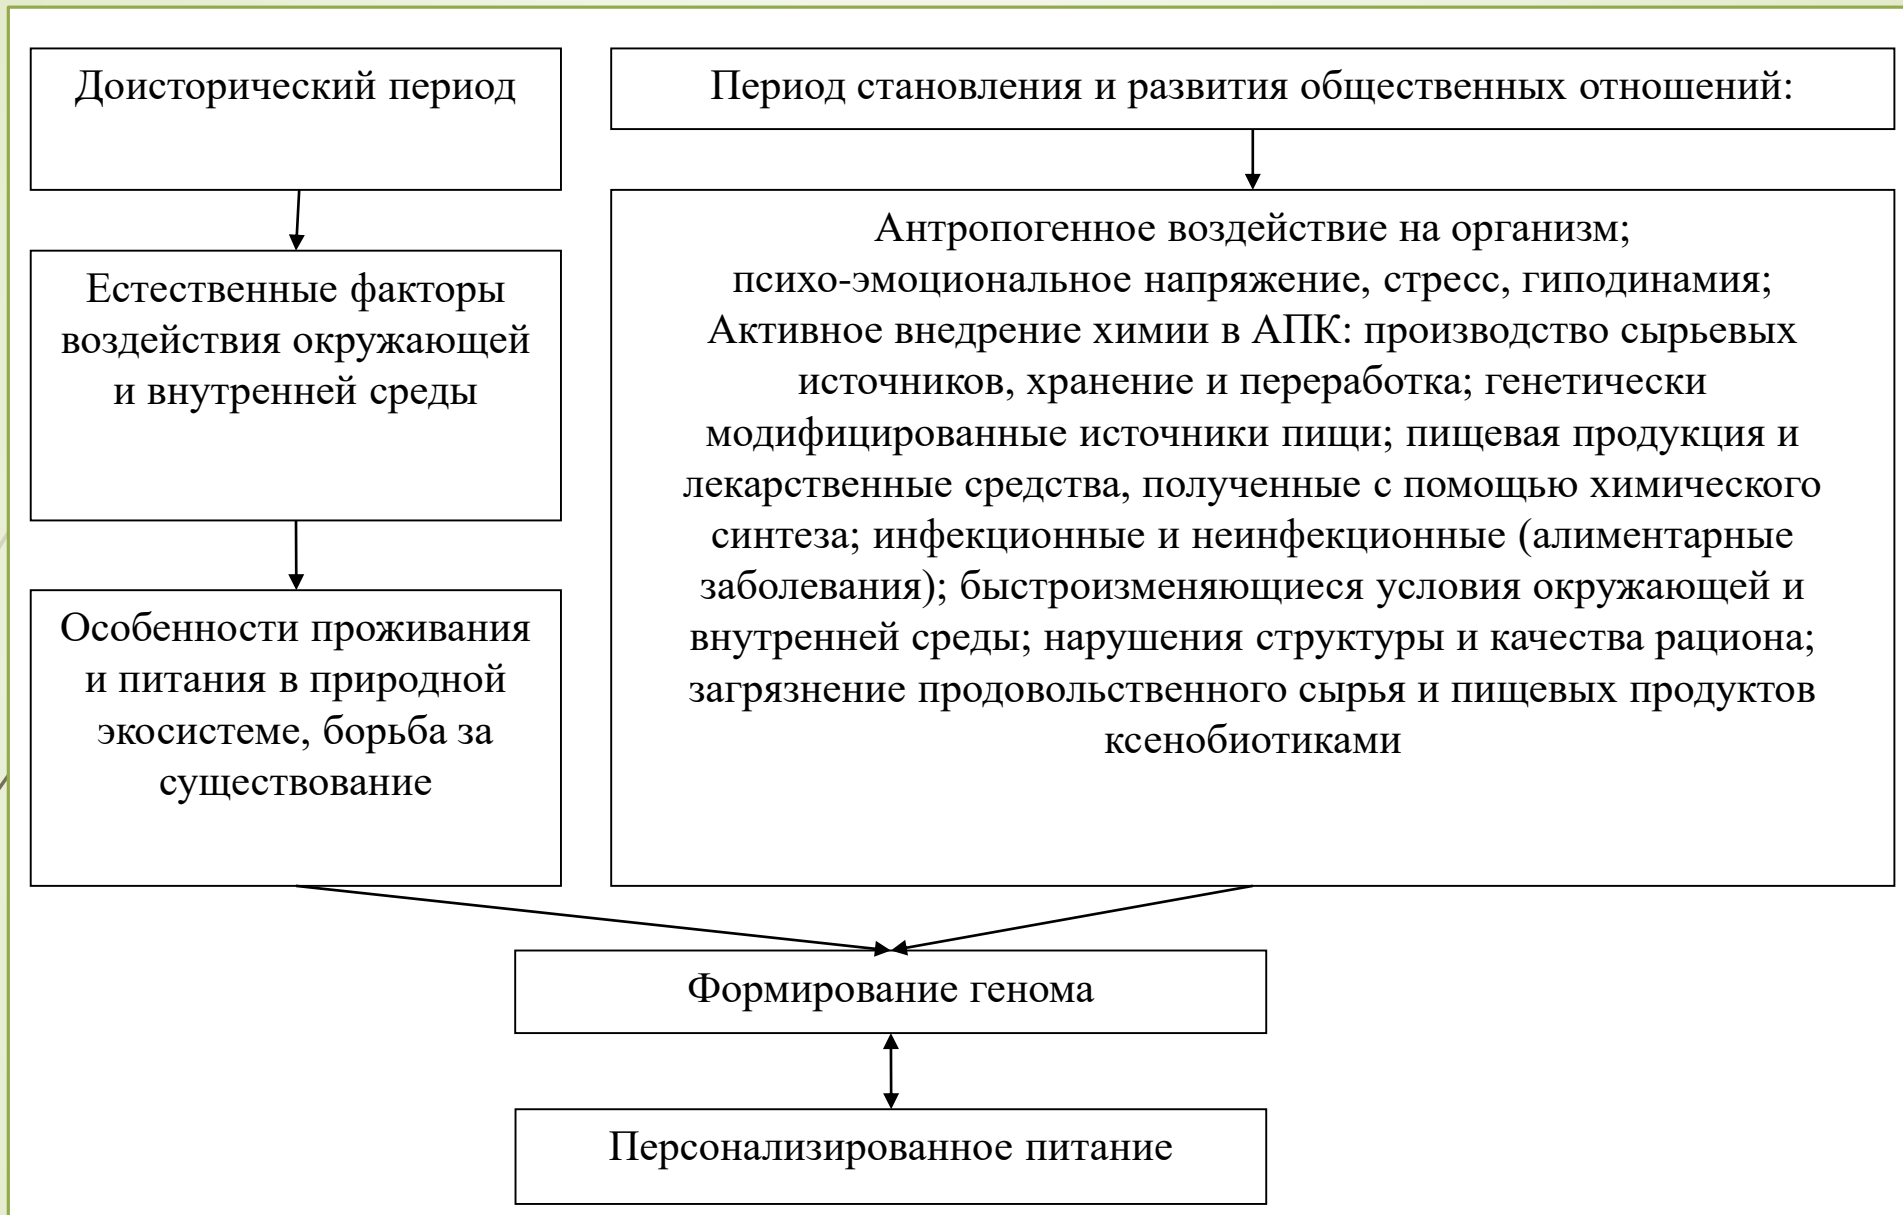 Доисторический период
Естественные факторы
воздействия окружающей
и внутренней среды
Особенности проживания
и питания в природной
экосистеме, борьба за
существование
Период становления и развития общественных отношений:
Антропогенное воздействие на организм;
психо-эмоциональное напряжение, стресс, гиподинамия;
Активное внедрение химии в АПК: производство сырьевых
источников, хранение и переработка; генетически
модифицированные источники пищи; пищевая продукция и
лекарственные средства, полученные с помощью химического
синтеза; инфекционные и неинфекционные (алиментарные
заболевания); быстроизменяющиеся условия окружающей и
внутренней среды; нарушения структуры и качества рациона;
загрязнение продовольственного сырья и пищевых продуктов
ксенобиотиками
Формирование генома
Персонализированное питание